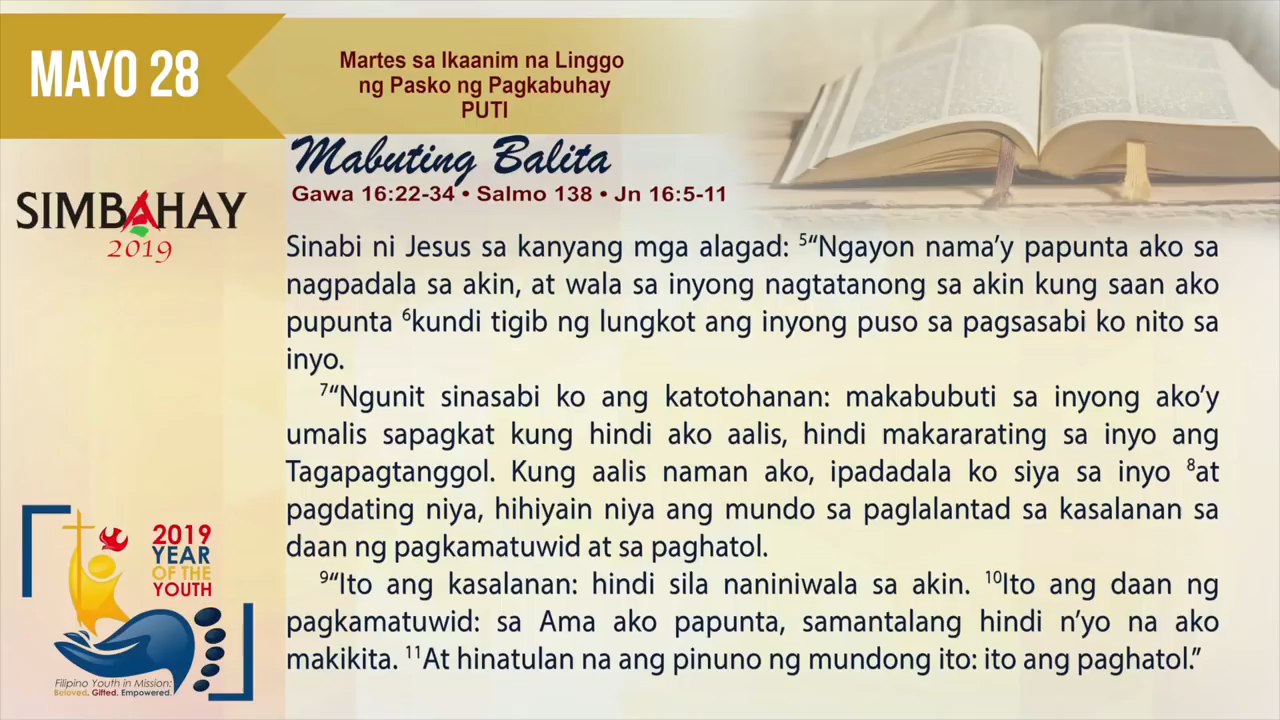 MAYO 28
Martes sa Ikaanim na Linggo
ng Pasko ng Pagkabuhay
PUTI
Mabuting Balita
Gawa 16:22-34 • Salmo 138 • Jn 16:5-11
SIMBAHAY
2019
Sinabi ni Jesus sa kanyang mga alagad: ⁵“Ngayon nama’y papunta ako sa
nagpadala sa akin, at wala sa inyong nagtatanong sa akin kung saan ako
pupunta ⁶kundi tigib ng lungkot ang inyong puso sa pagsasabi ko nito sa
inyo.
⁷“Ngunit sinasabi ko ang katotohanan: makabubuti sa inyong ako’y
umalis sapagkat kung hindi ako aalis, hindi makararating sa inyo ang
Tagapagtanggol. Kung aalis naman ako, ipadadala ko siya sa inyo ⁸at
pagdating niya, hihiyain niya ang mundo sa paglalantad sa kasalanan sa
daan ng pagkamatuwid at sa paghatol.
⁹“Ito ang kasalanan: hindi sila naniniwala sa akin. ¹⁰Ito ang daan ng
pagkamatuwid: sa Ama ako papunta, samantalang hindi n’yo na ako
makikita. ¹¹At hinatulan na ang pinuno ng mundong ito: ito ang paghatol.”
2019
YEAR
OF THE
YOUTH
Filipino Youth in Mission:
Beloved. Gifted. Empowered.